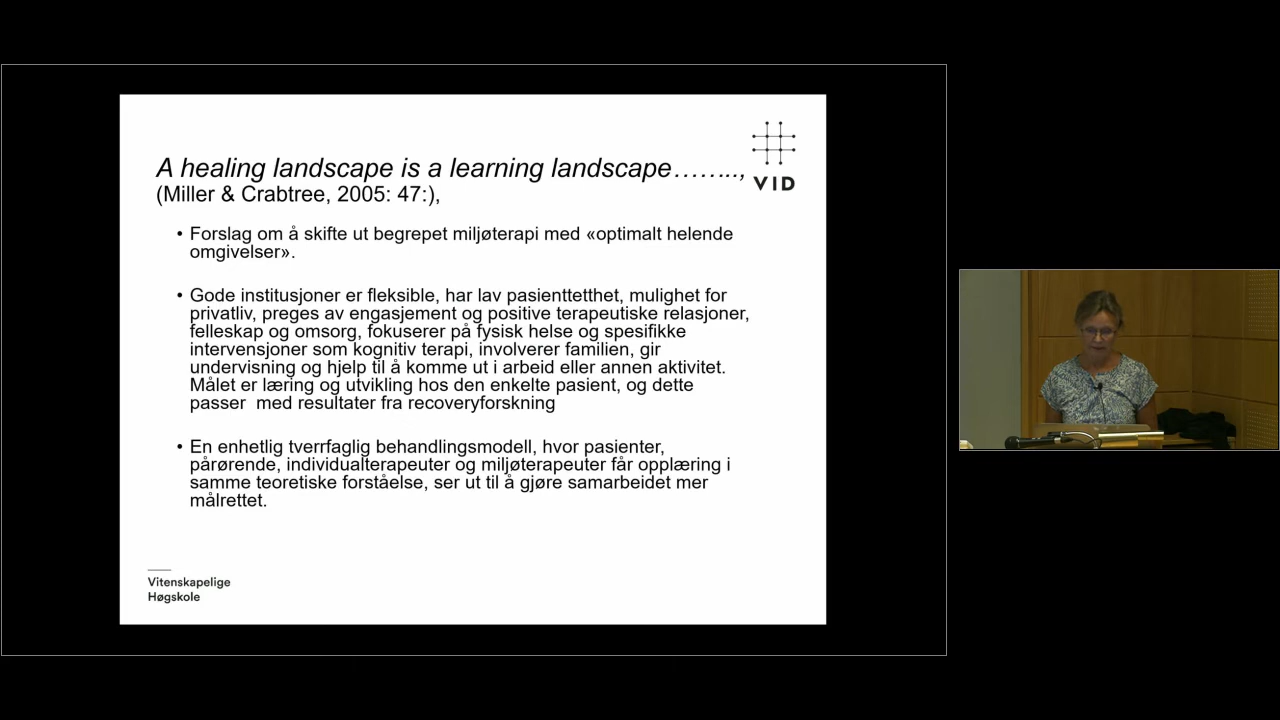 A healing landscape is a learning landscape……..,
(Miller & Crabtree, 2005: 47:),
VID
• Forslag om å skifte ut begrepet miljøterapi med «optimalt helende
omgivelser».
• Gode institusjoner er fleksible, har lav pasienttetthet, mulighet for
privatliv, preges av engasjement og positive terapeutiske relasjoner,
felleskap og omsorg, fokuserer på fysisk helse og spesifikke
intervensjoner som kognitiv terapi, involverer familien, gir
undervisning og hjelp til å komme ut i arbeid eller annen aktivitet.
Målet er læring og utvikling hos den enkelte pasient, og dette
passer  med resultater fra recoveryforskning
• En enhetlig tverrfaglig behandlingsmodell, hvor pasienter,
pårørende, individualterapeuter og miljøterapeuter får opplæring i
samme teoretiske forståelse, ser ut til å gjøre samarbeidet mer
målrettet.
Vitenskapelige
Høgskole